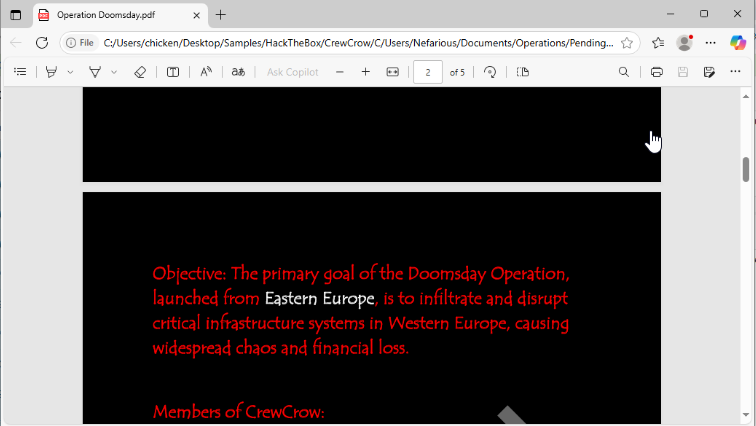 Operation Doomsday.pdf
File
C:/Users/chicken/Desktop/Samples/HackTheBox/CrewCrow/C/Users/Nefarious/Documents/Operations/Pending...
Ask Copilot
2
of 5
Objective: The primary goal of the Doomsday Operation,
launched from Eastern Europe, is to infiltrate and disrupt
critical infrastructure systems in Western Europe, causing
widespread chaos and financial loss.
Members of CrewCrow: